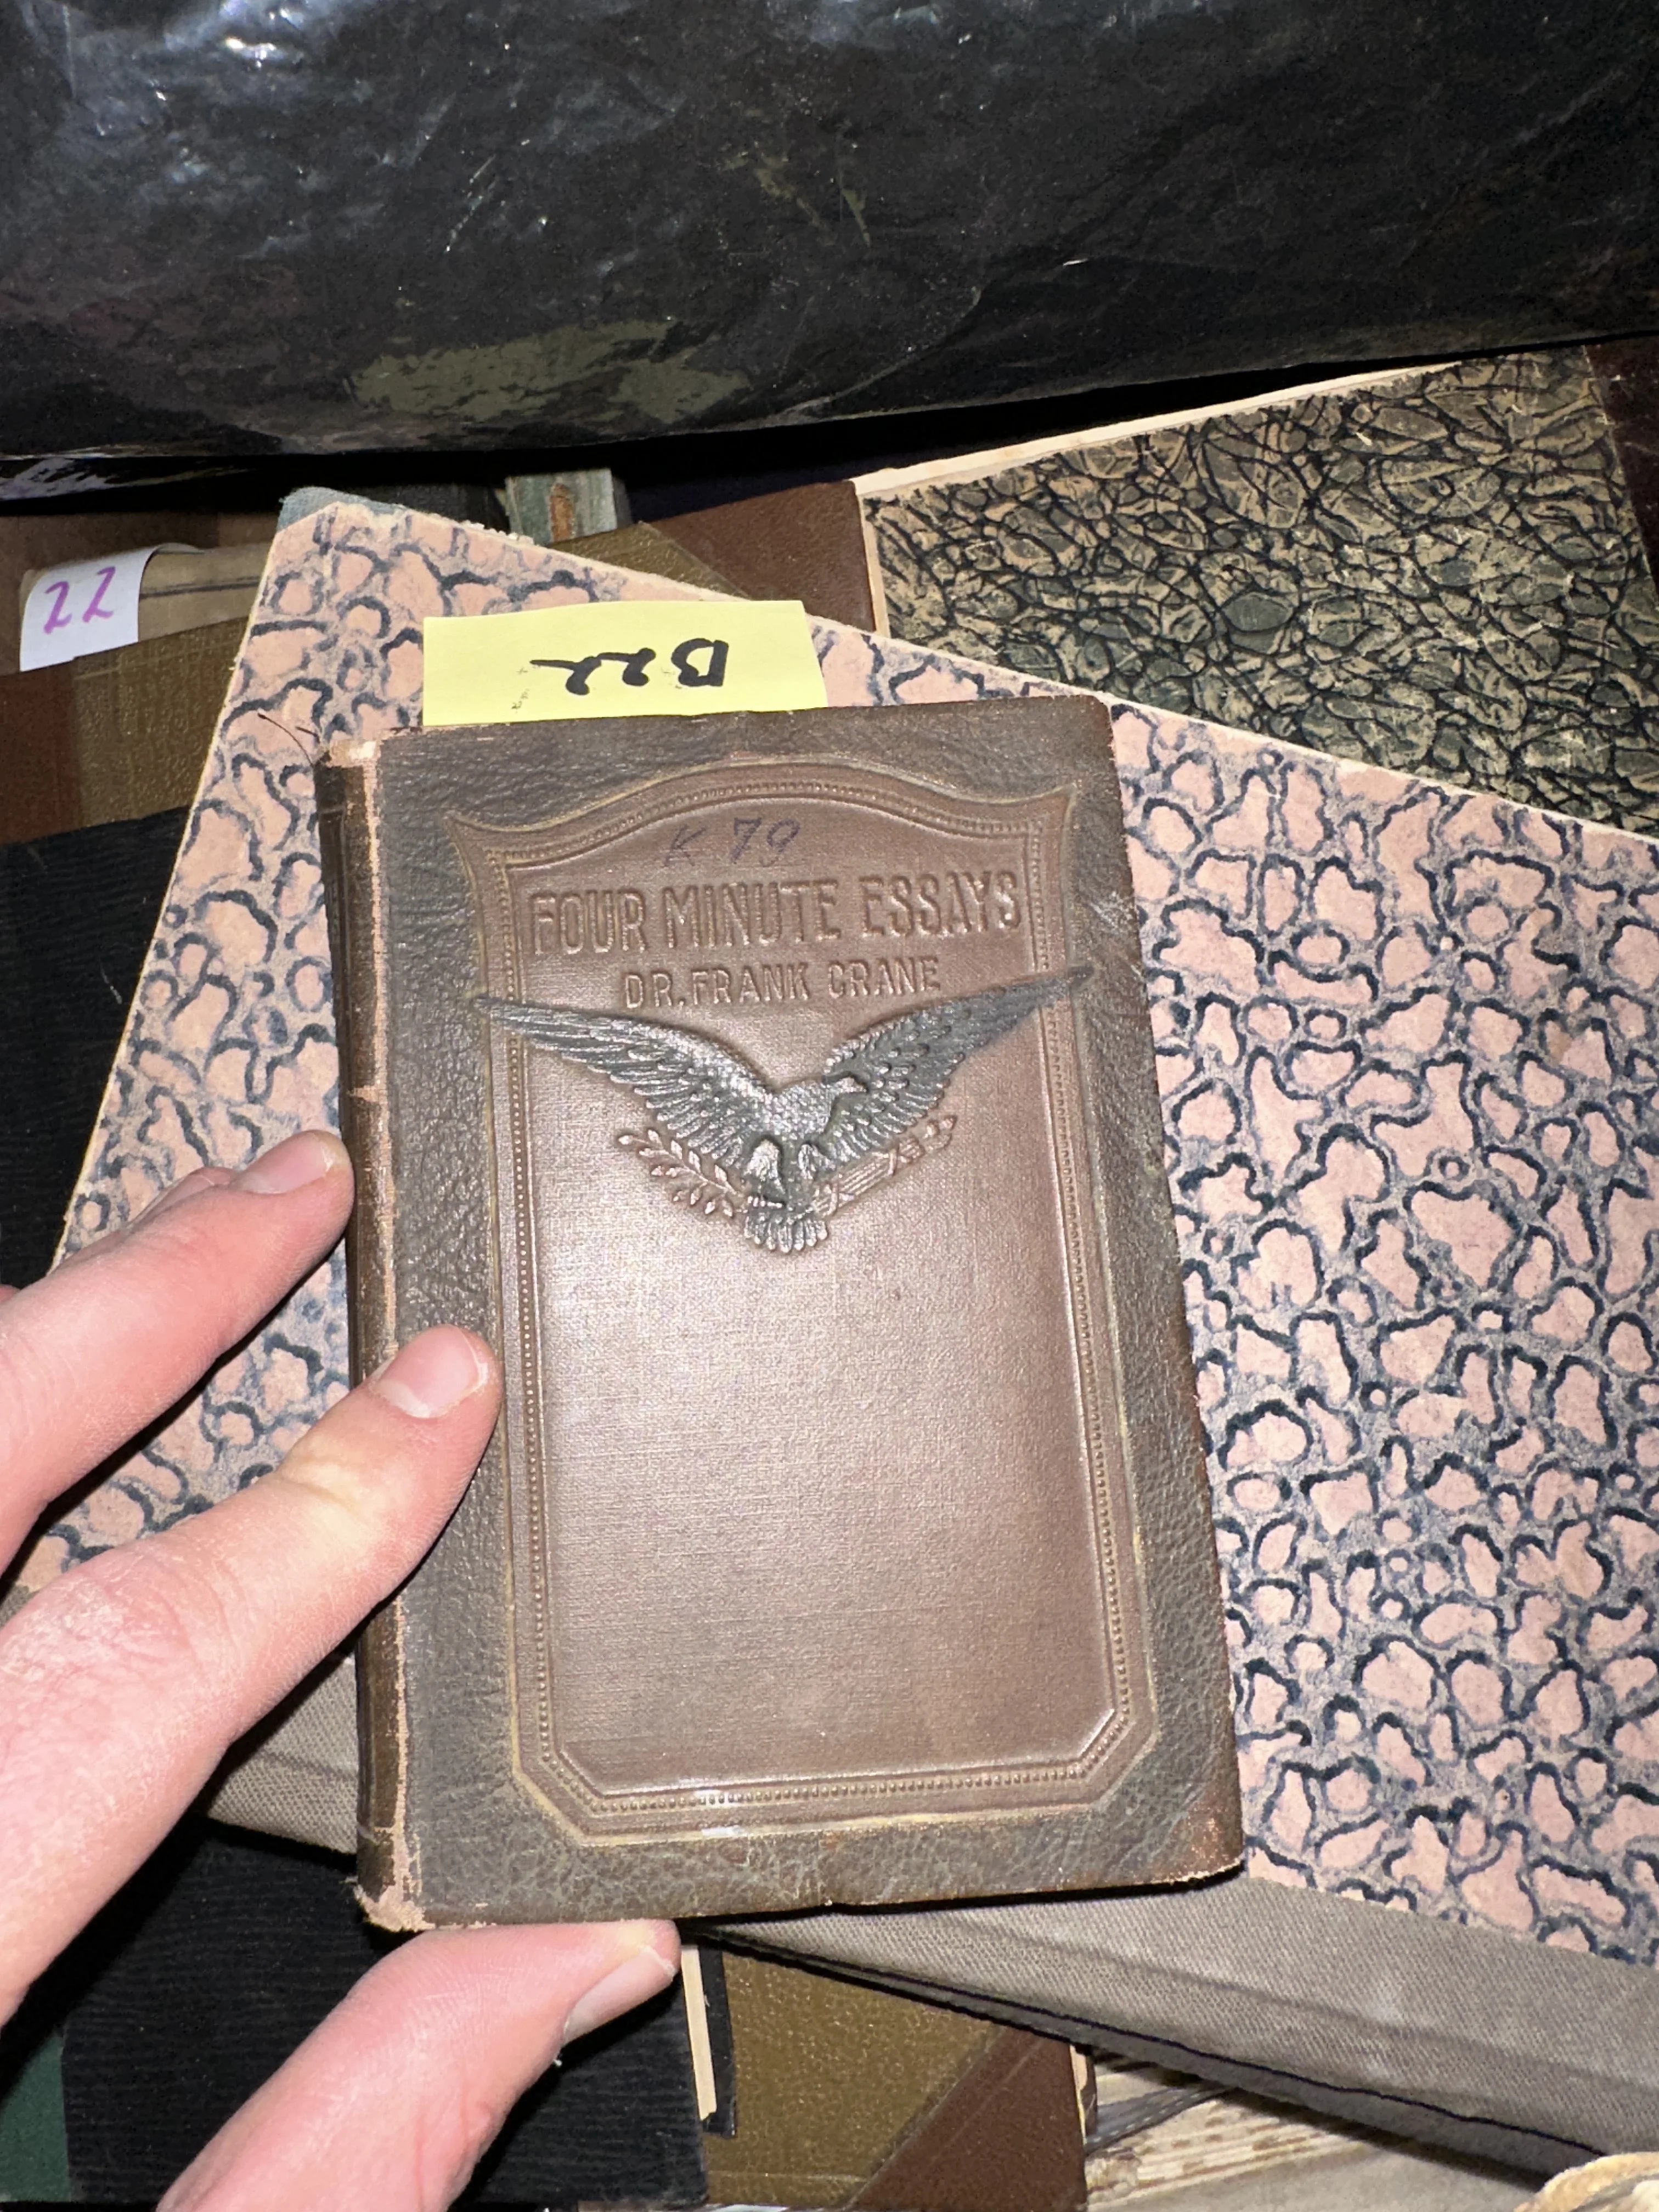 22
B22
K 79
FOUR MINUTE ESSAYS
DR. FRANK CRANE